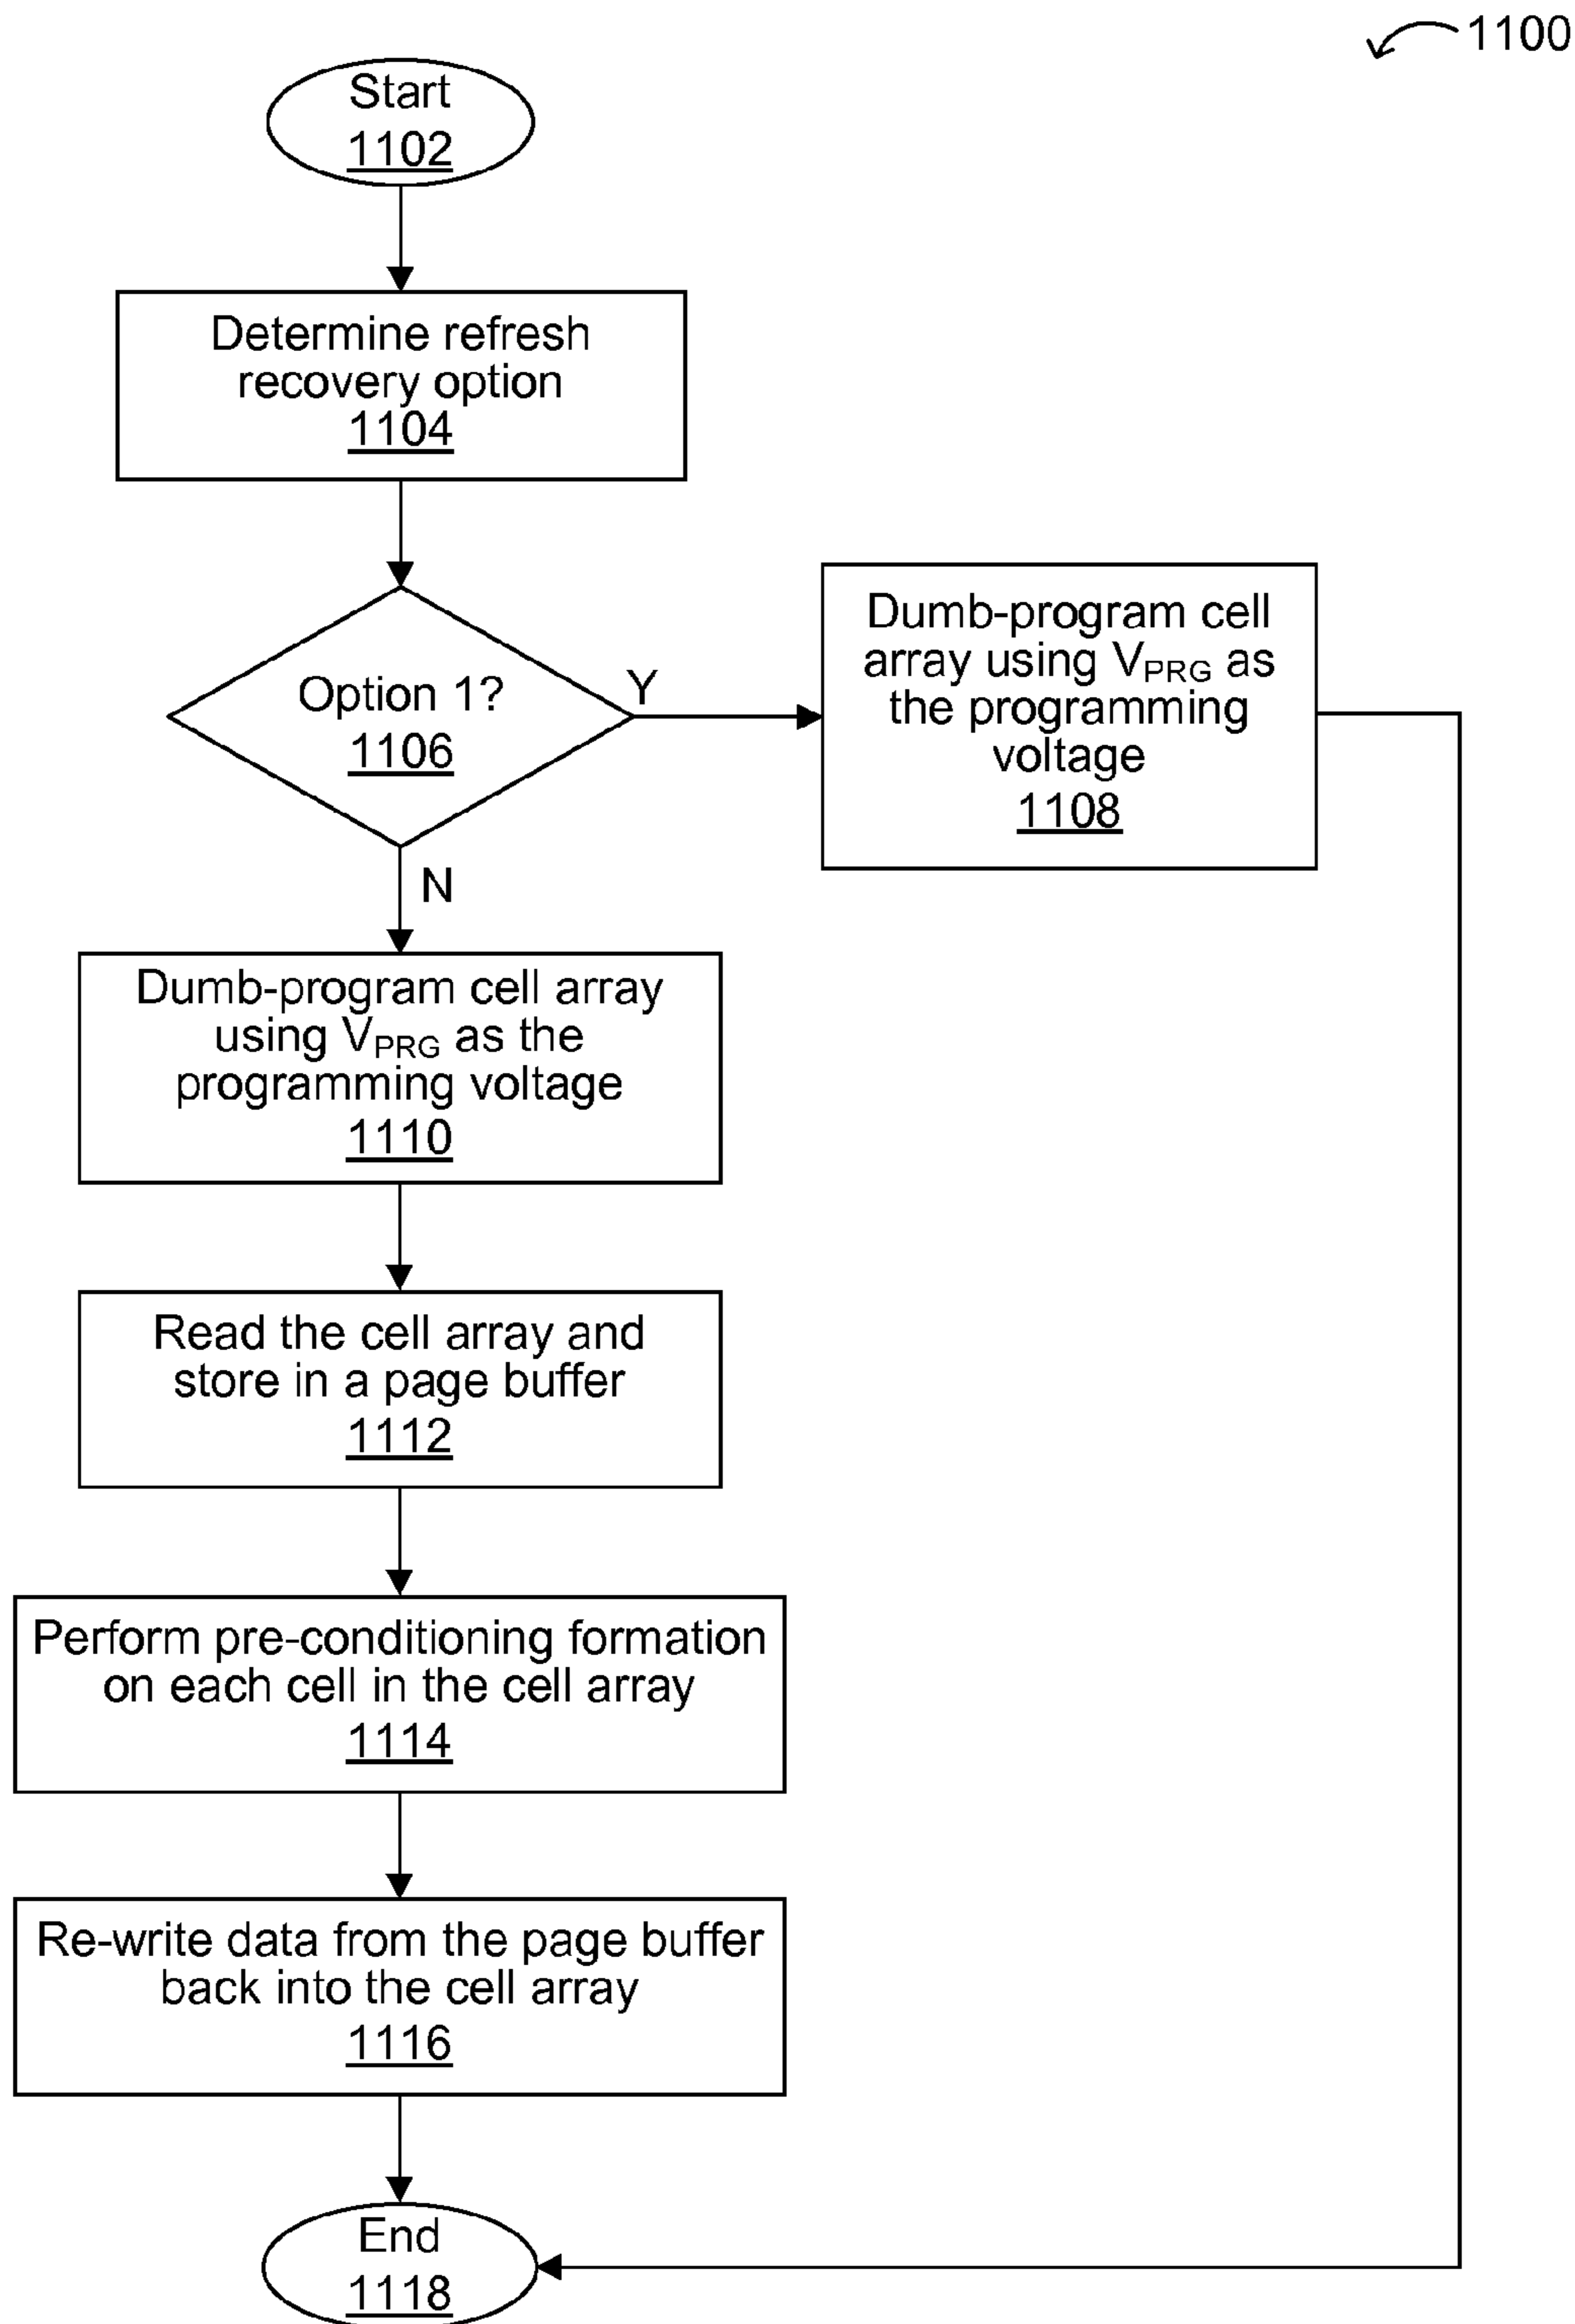 1100
Start
1102
Determine refresh
recovery option
1104
Option 1?
1106
Y
Dumb-program cell
array using VPRG as
the programming
voltage
1108
N
Dumb-program cell array
using VPRG as the
programming voltage
1110
Read the cell array and
store in a page buffer
1112
Perform pre-conditioning formation
on each cell in the cell array
1114
Re-write data from the page buffer
back into the cell array
1116
End
1118